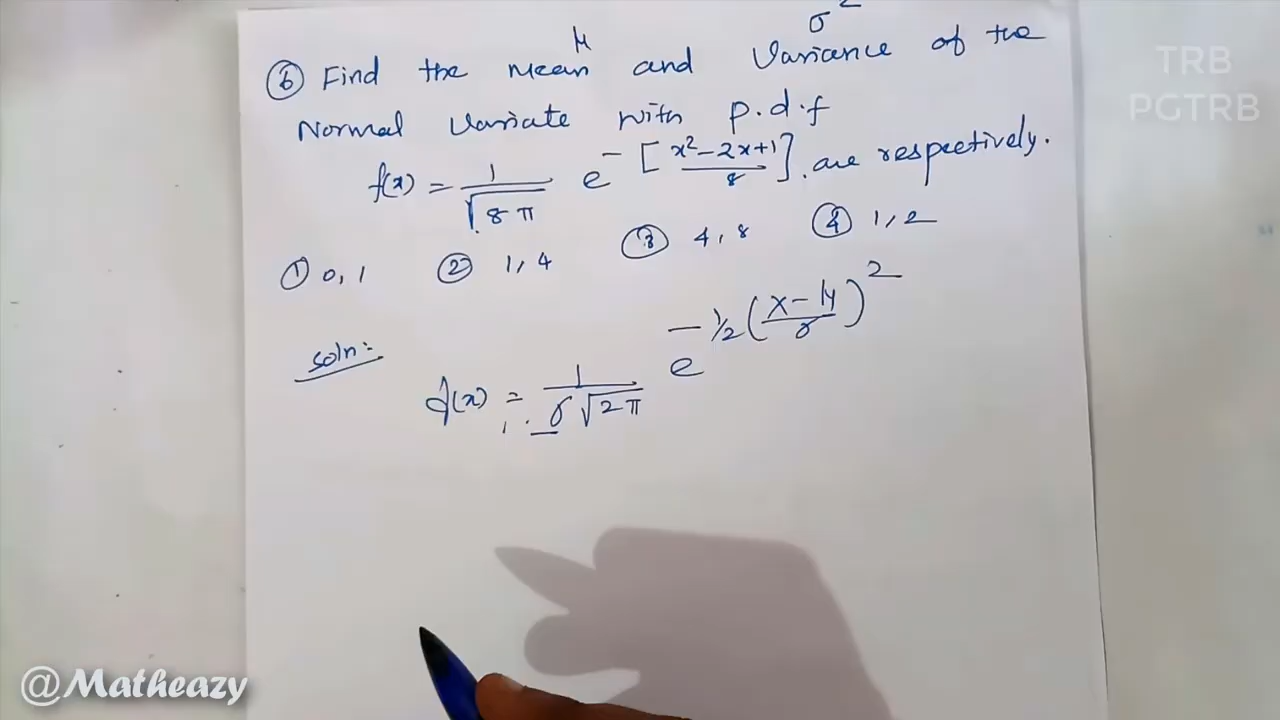 μ σ²
⑥ Find the mean and Variance of the
Normal Variate with p.d.f
f(x) = 1/√8π e^-[x²-2x+1/8] are respectively.
① 0, 1 ② 1, 4 ③ 4, 8 ④ 1, 2
Soln:
f(x) = 1/σ√2π e^-½(x-μ/σ)²
TRB
PGTRB
@Matheazy